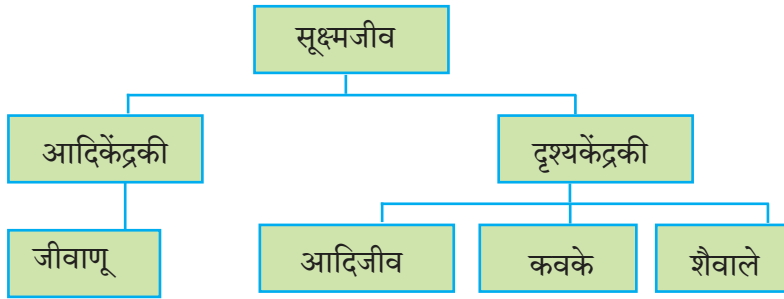 सूक्ष्मजीव
आदिकेंद्रकी
दृश्यकेंद्रकी
जीवाणू
आदिजीव
कवके
शैवाले